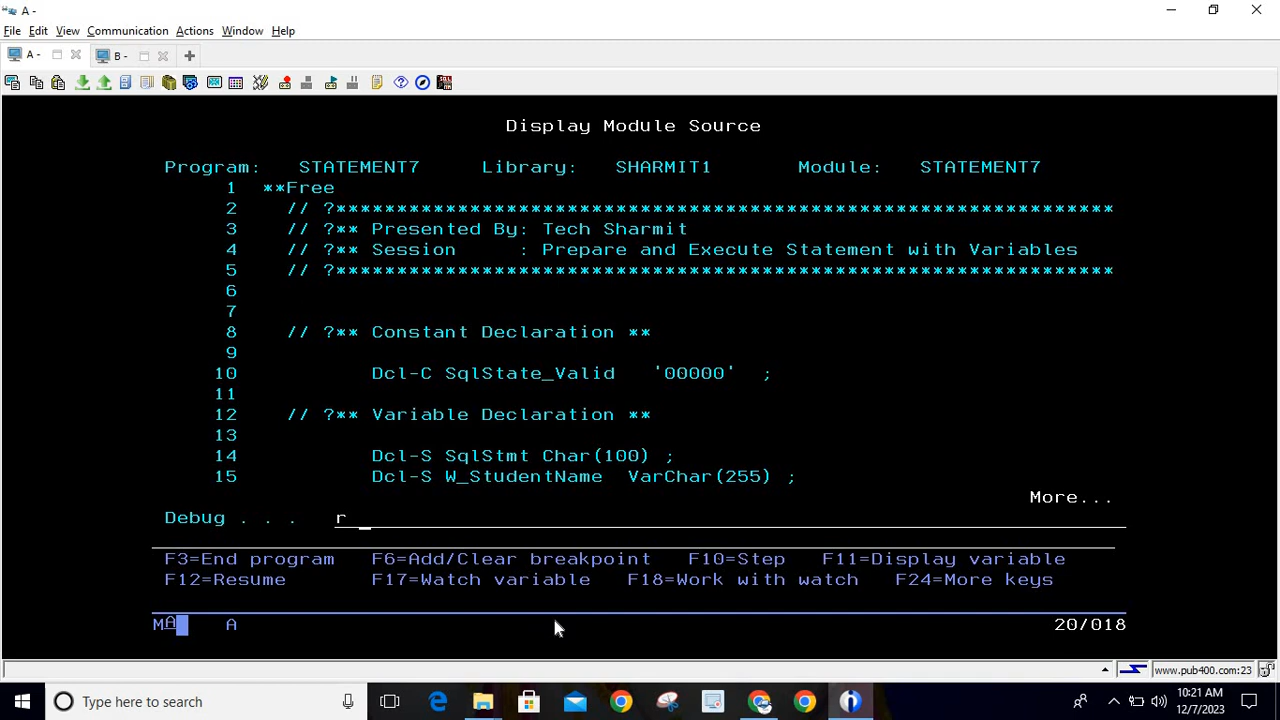 A -
File Edit View Communication Actions Window Help
A - B -
Display Module Source
Program: STATEMENT7 Library: SHARMIT1 Module: STATEMENT7
1 **Free
2 // ?****************************************************************
3 // ?** Presented By: Tech Sharmit
4 // ?** Session : Prepare and Execute Statement with Variables
5 // ?****************************************************************
6
7
8 // ?** Constant Declaration **
9
10 Dcl-C SqlState_Valid '00000' ;
11
12 // ?** Variable Declaration **
13
14 Dcl-S SqlStmt Char(100) ;
15 Dcl-S W_StudentName VarChar(255) ;
More...
Debug . . . r
F3=End program F6=Add/Clear breakpoint F10=Step F11=Display variable
F12=Resume F17=Watch variable F18=Work with watch F24=More keys
MA A 20/018
www.pub400.com:23
Type here to search
10:21 AM
12/7/2023